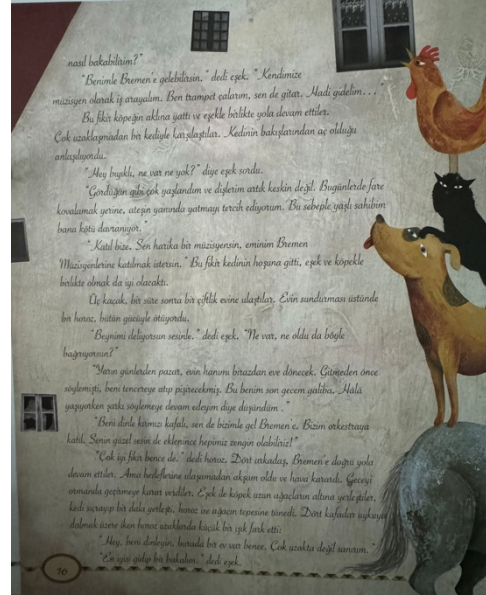 nasıl bakabilirim?"
"Benimle Bremen'e gelebilirsin," dedi eşek. "Kendimize
müzisyen olarak iş arayalım. Ben trampet çalarım, sen de gitar. Hadi gidelim. . . "
Bu fikir köpeğin aklına yattı ve eşekle birlikte yola devam ettiler.
Çok uzaklaşmadan bir kediyle karşılaştılar. Kedinin bakışlarından aç olduğu
anlaşılıyordu.
"Hey bıyıklı, ne var ne yok?" diye eşek sordu.
"Gördüğün gibi çok yaşlandım ve dişlerim artık keskin değil. Bugünlerde fare
kovalamak yerine, ateşin yanında yatmayı tercih ediyorum. Bu sebeple yaşlı sahibim
bana kötü davranıyor. "
"Katıl bize. Sen harika bir müzisyensin, eminim Bremen
Müzisyenlerine katılmak istersin. " Bu fikir kedinin hoşuna gitti, eşek ve köpekle
birlikte olmak da iyi olacaktı.
Üç kaçak, bir süre sonra bir çiftlik evine ulaştılar. Evin sundurması üstünde
bir horoz, bütün gücüyle ötüyordu.
"Beynimi deliyorsun sesinle, " dedi eşek, "Ne var, ne oldu da böyle
bağırıyorsun?"
"Yarın günlerden pazar, evin hanımı birazdan eve dönecek. Gitmeden önce
söylemişti, beni tencereye atıp pişirecekmiş. Bu benim son gecem galiba. Hâlâ
yaşıyorken şarkı söylemeye devam edeyim diye düşündüm . "
"Beni dinle kırmızı kafalı, sen de bizimle gel Bremen'e. Bizim orkestraya
katıl. Senin güzel sesin de eklenince hepimiz zengin olabiliriz!"
"Çok iyi fikir bence de, " dedi horoz. Dört arkadaş, Bremen'e doğru yola
devam ettiler. Ama hedeflerine ulaşamadan akşam oldu ve hava karardı. Geceyi
ormanda geçirmeye karar verdiler. Eşek ile köpek uzun ağaçların altına yerleştiler,
kedi sıçrayıp bir dala yerleşti, horoz ise ağacın tepesine tünedi. Dört kafadar uykuya
dalmak üzere iken horoz uzaklarda küçük bir ışık fark etti:
"Hey, beni dinleyin, burada bir ev var bence. Çok uzakta değil sanırım. "
"En iyisi gidip bir bakalım, " dedi eşek.
16